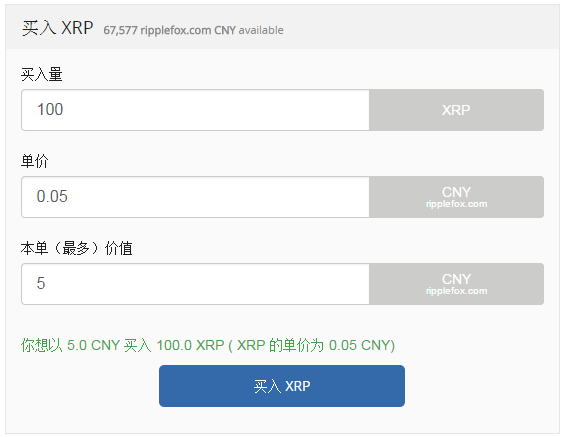 买入 XRP 67,577 ripplefox.com CNY available
买入量
100 XRP
单价
0.05 CNY
ripplefox.com
本单（最多）价值
5 CNY
ripplefox.com
你想以 5.0 CNY 买入 100.0 XRP ( XRP 的单价为 0.05 CNY)
买入 XRP